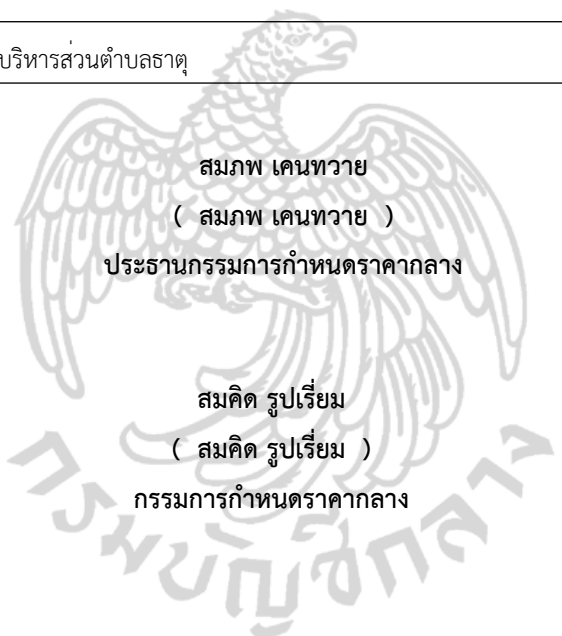 บริหารส่วนตำบลธาตุ
สมภพ เคนทวาย
( สมภพ เคนทวาย )
ประธานกรรมการกำหนดราคากลาง
สมคิด รูปเรี่ยม
( สมคิด รูปเรี่ยม )
กรรมการกำหนดราคากลาง
กรมบัญชีกลาง